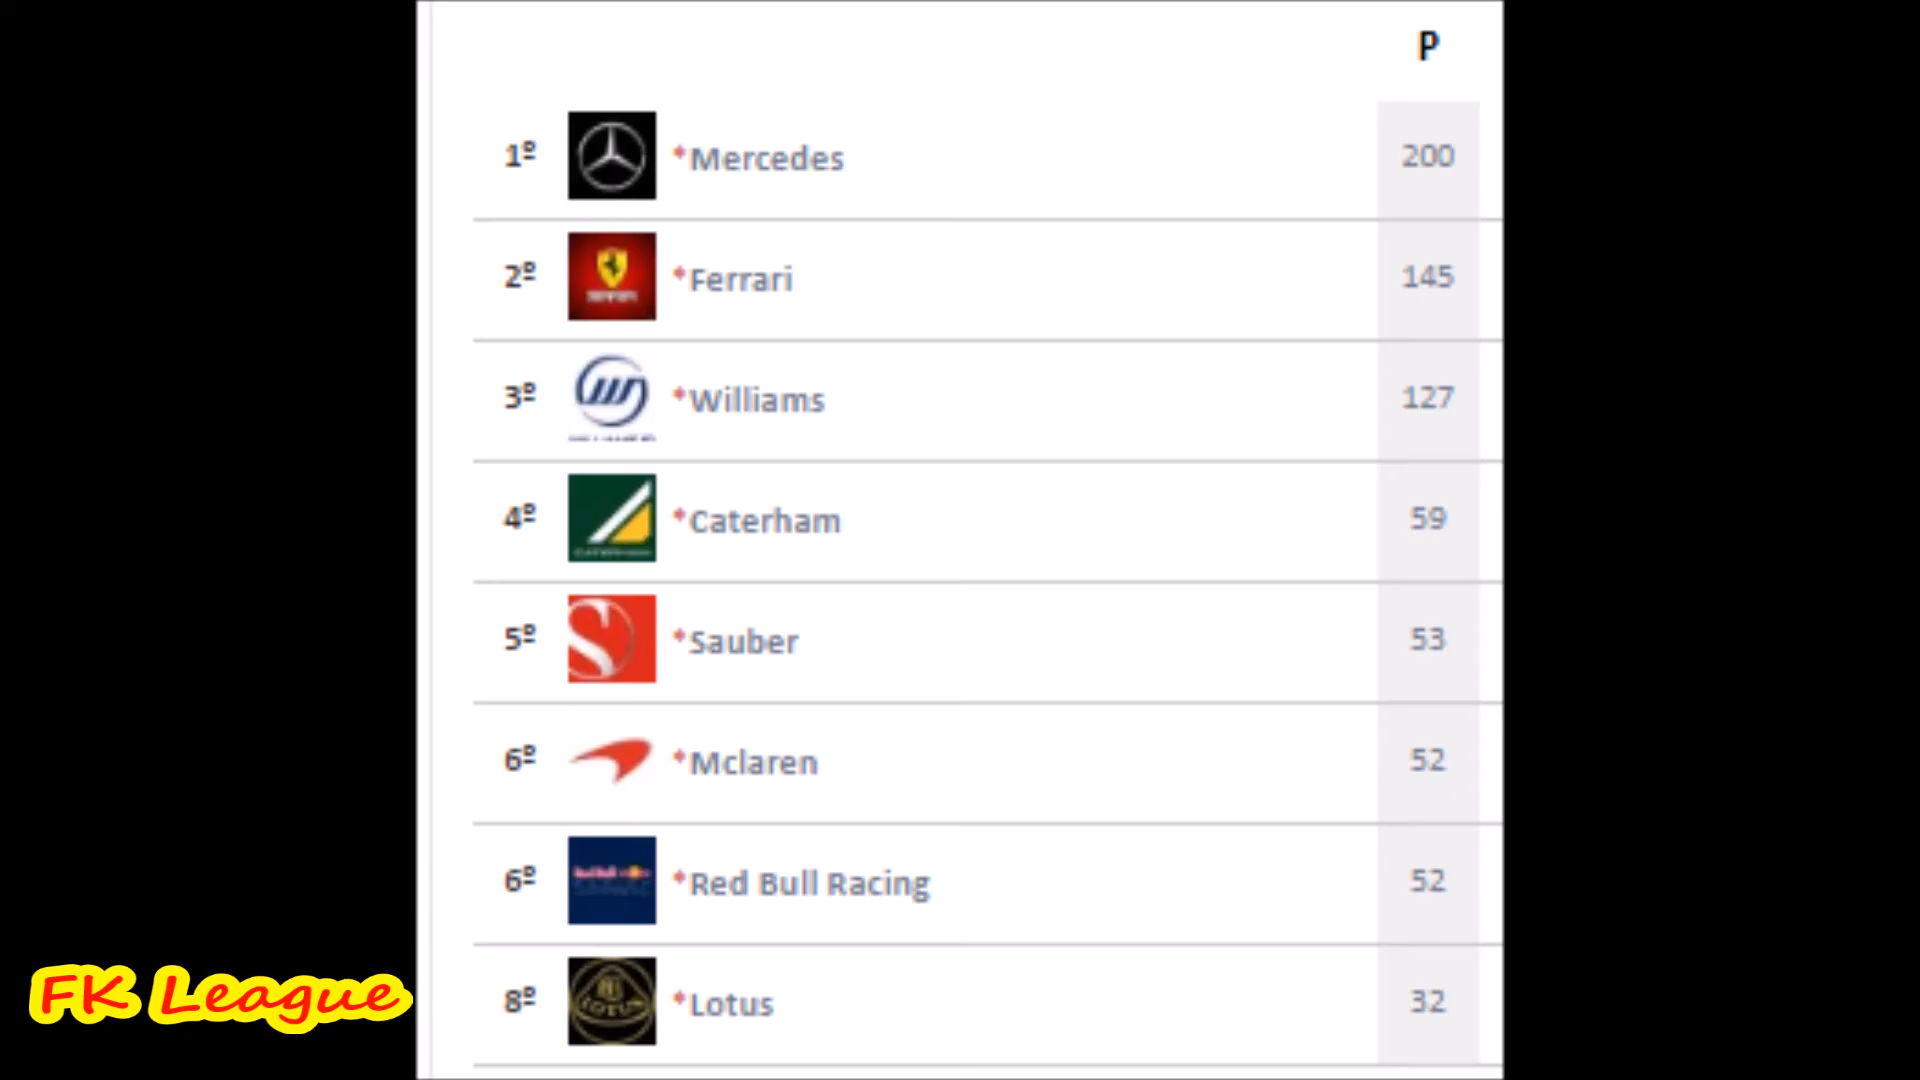 P
1º *Mercedes 200
2º *Ferrari 145
3º *Williams 127
4º *Caterham 59
5º *Sauber 53
6º *Mclaren 52
6º *Red Bull Racing 52
8º LOTUS *Lotus 32
FK League